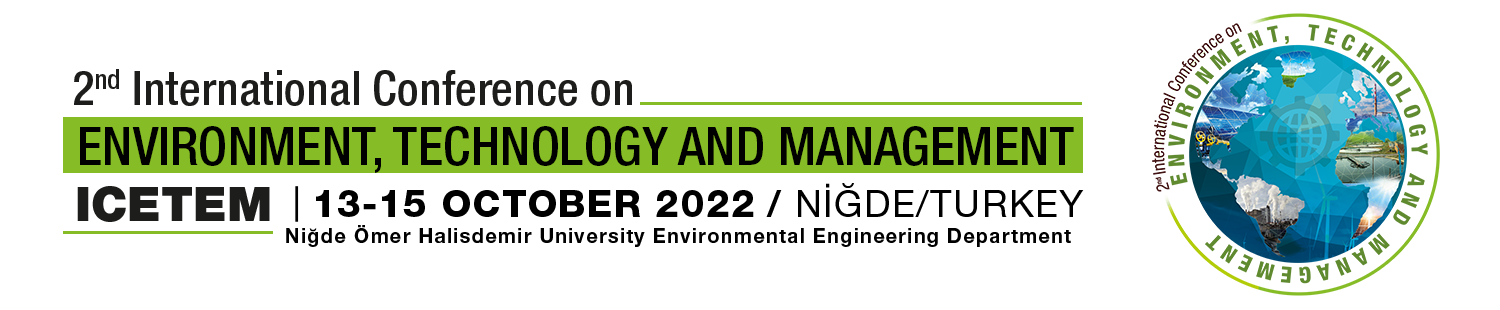 2nd International Conference on
ENVIRONMENT, TECHNOLOGY AND MANAGEMENT
ICETEM | 13-15 OCTOBER 2022 / NİĞDE/TURKEY
Niğde Ömer Halisdemir University Environmental Engineering Department
2nd International Conference on
ENVIRONMENT, TECHNOLOGY AND MANAGEMENT